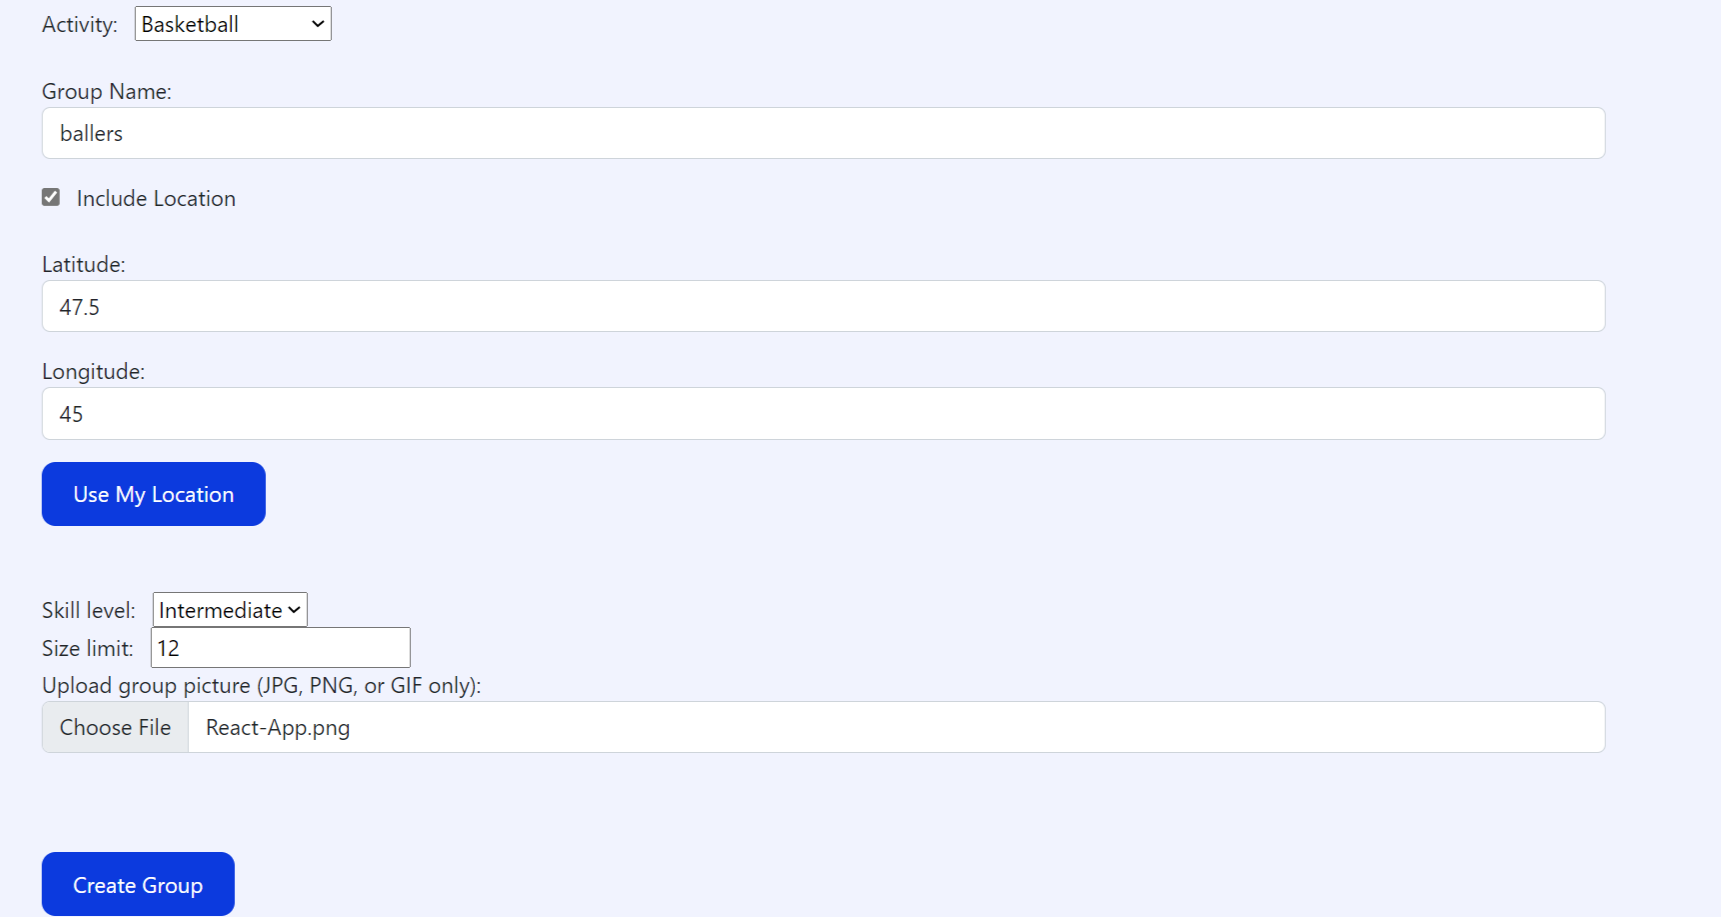 Activity: Basketball
Group Name:
ballers
Include Location
Latitude:
47.5
Longitude:
45
Use My Location
Skill level: Intermediate
Size limit: 12
Upload group picture (JPG, PNG, or GIF only):
Choose File React-App.png
Create Group